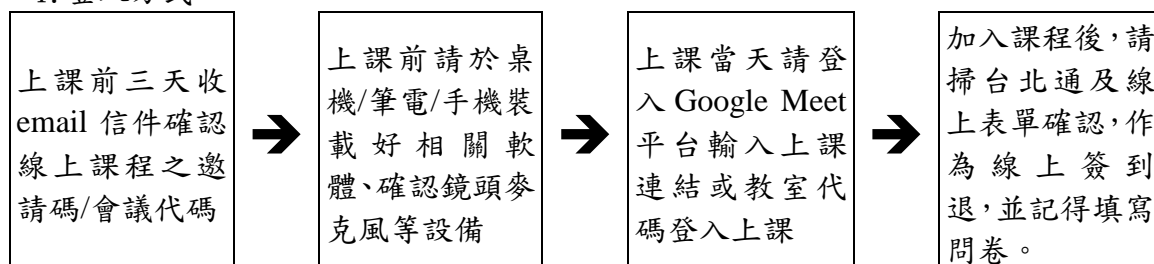 上課前三天收
email 信件確認
線上課程之邀
請碼/會議代碼
上課前請於桌
機/筆電/手機裝
載好相關軟
體、確認鏡頭麥
克風等設備
上課當天請登
入 Google Meet
平台輸入上課
連結或教室代
碼登入上課
加入課程後，請
掃台北通及線
上表單確認，作
為線上簽到
退，並記得填寫
問卷。